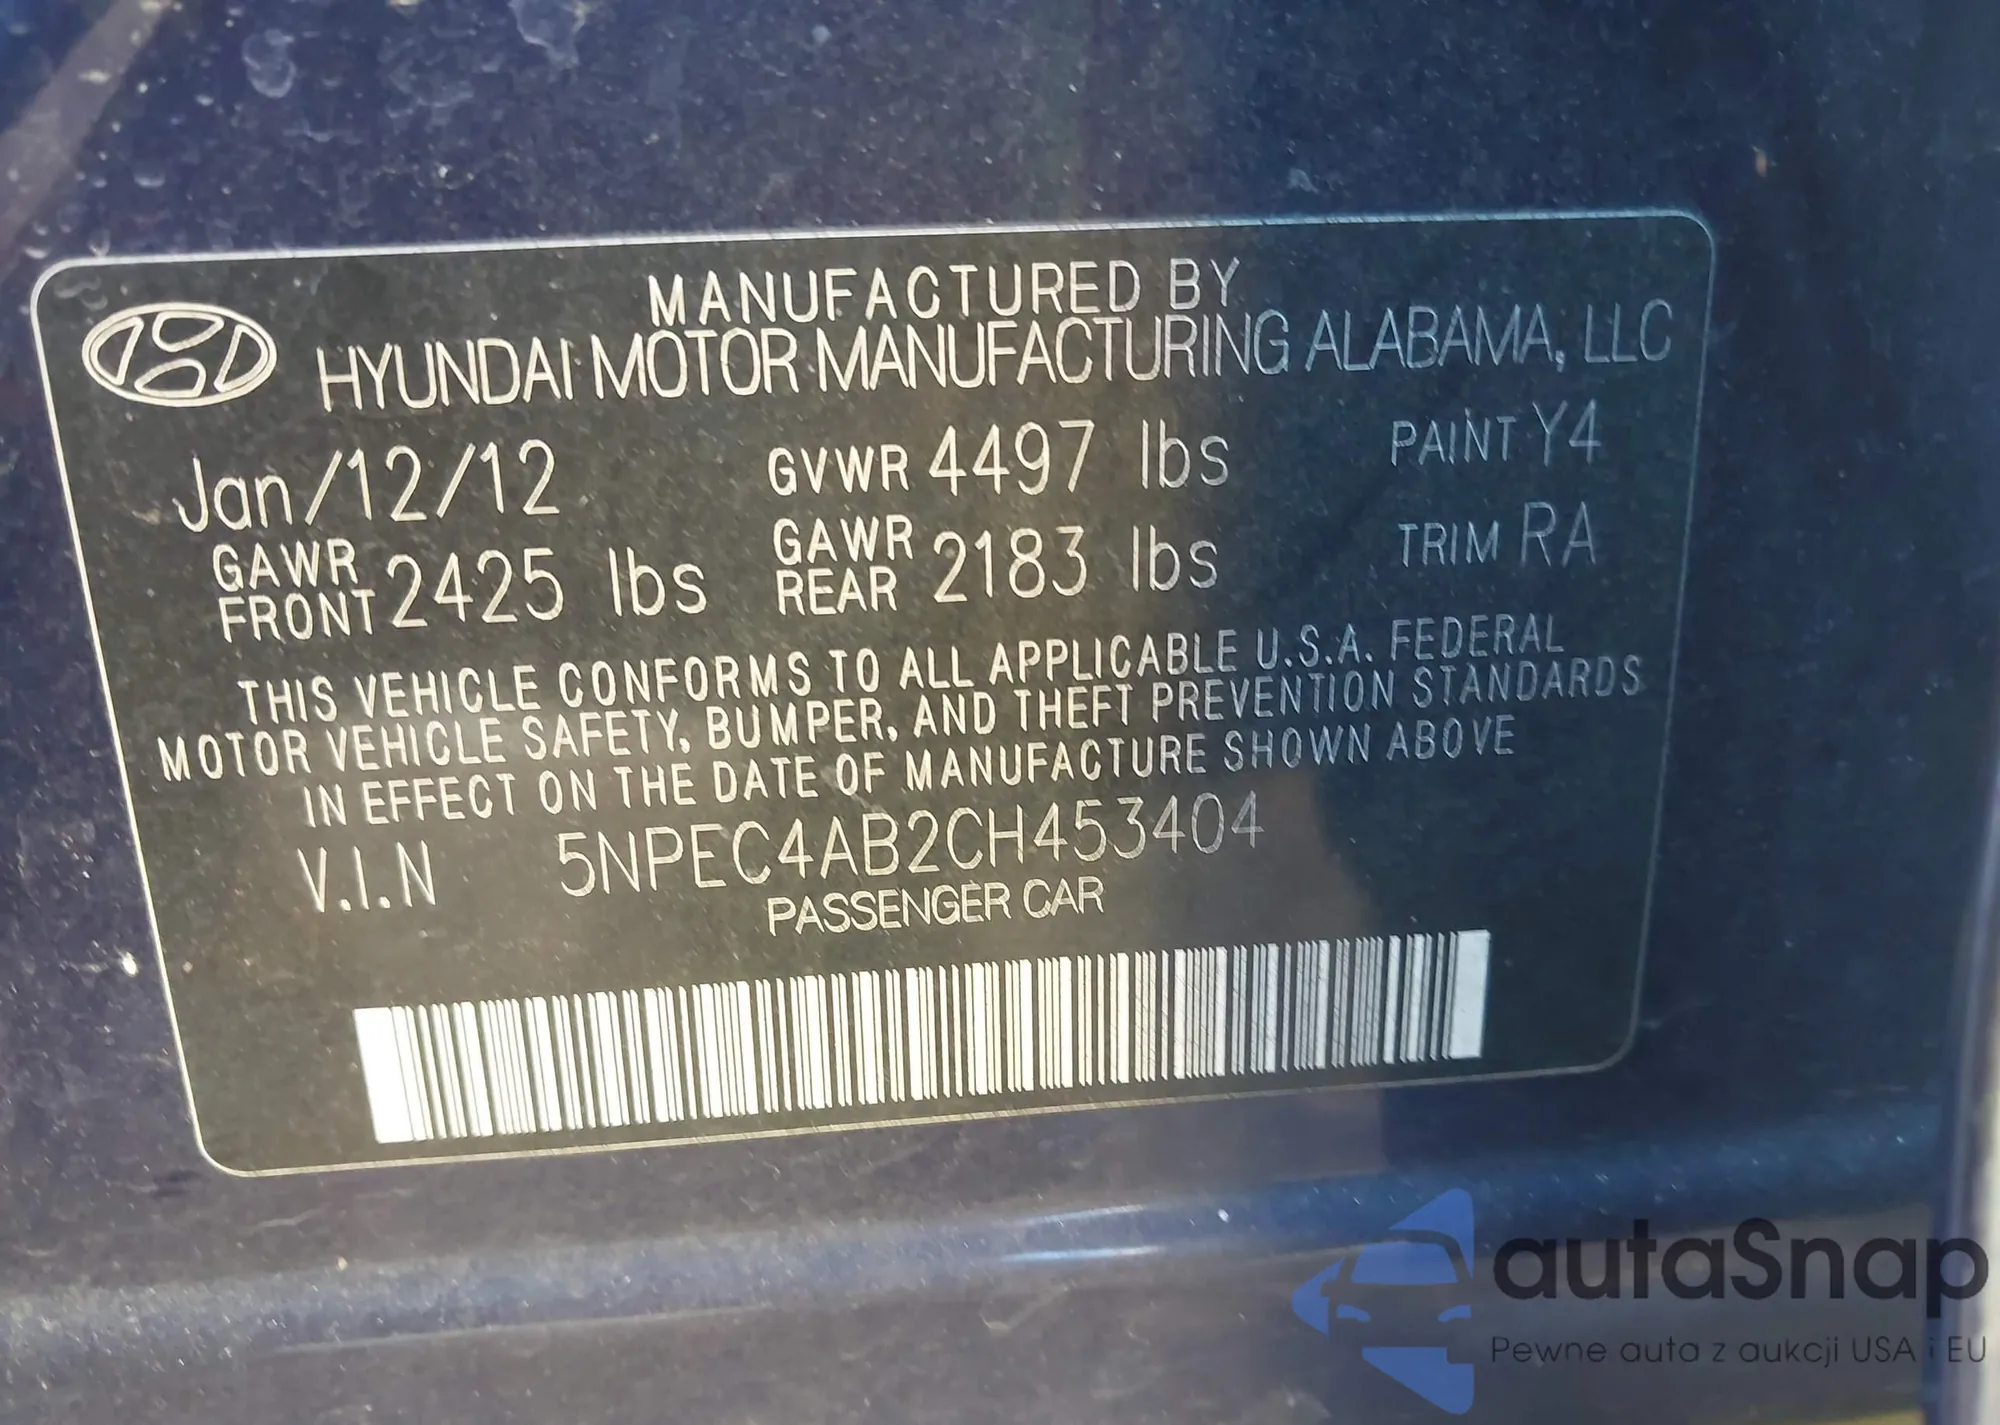 MANUFACTURED BY
HYUNDAI MOTOR MANUFACTURING ALABAMA, LLC
Jan/12/12 GVWR 4497 lbs PAINT Y4
GAWR FRONT 2425 lbs GAWR REAR 2183 lbs TRIM RA
THIS VEHICLE CONFORMS TO ALL APPLICABLE U.S.A. FEDERAL
MOTOR VEHICLE SAFETY, BUMPER, AND THEFT PREVENTION STANDARDS
IN EFFECT ON THE DATE OF MANUFACTURE SHOWN ABOVE
V.I.N 5NPEC4AB2CH453404
PASSENGER CAR
autaSnap
Pewne auta z aukcji USA i EU